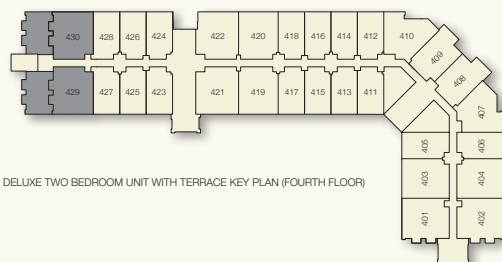 430 428 426 424 422 420 418 416 414 412 410
409
408
429 427 425 423 421 419 417 415 413 411
407
405 406
403 404
401 402
DELUXE TWO BEDROOM UNIT WITH TERRACE KEY PLAN (FOURTH FLOOR)